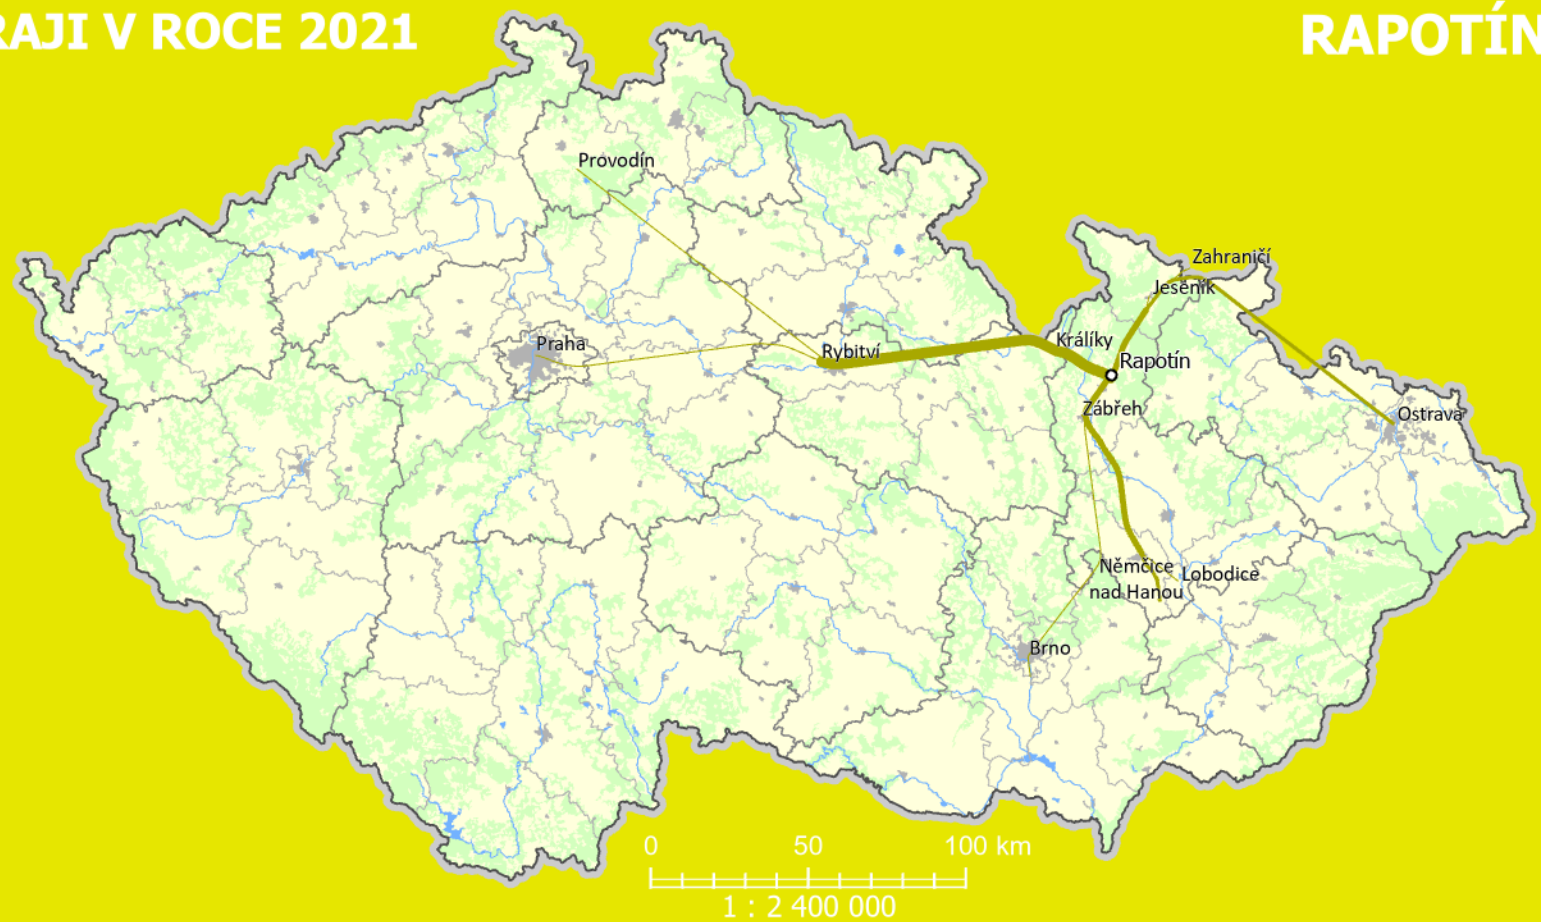 RAJI V ROCE 2021
RAPOTÍN
Provodín
Zahraničí
Jeseník
Praha
Rybitví
Králíky
Rapotín
Zábřeh
Ostrava
Němčice
nad Hanou
Lobodice
Brno
0 50 100 km
1 : 2 400 000